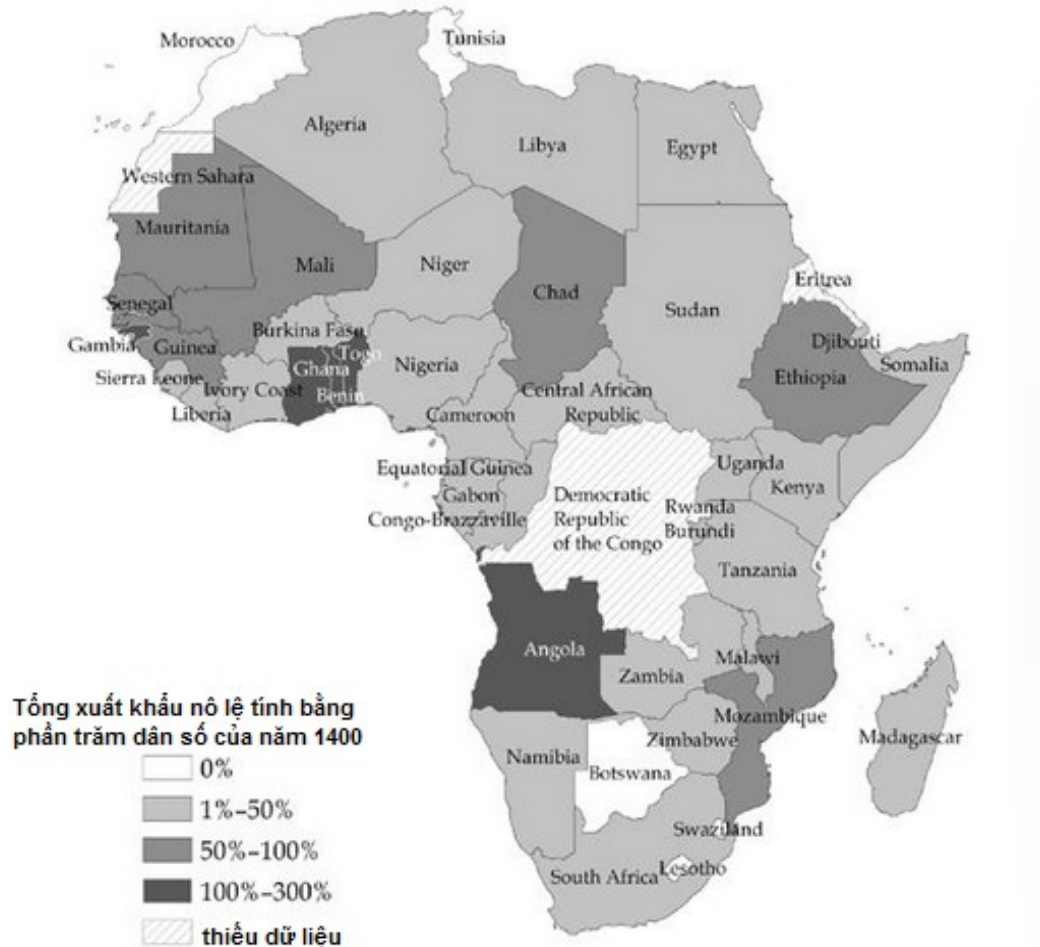 Morocco
Tunisia
Algeria
Libya
Egypt
Western Sahara
Mauritania
Mali
Niger
Chad
Sudan
Eritrea
Senegal
Gambia
Guinea
Burkina Faso
Togo
Ghana
Benin
Nigeria
Djibouti
Somalia
Ethiopia
Sierra Leone
Ivory Coast
Liberia
Cameroon
Central African
Republic
Equatorial Guinea
Gabon
Congo-Brazzaville
Democratic
Republic
of the Congo
Uganda
Kenya
Rwanda
Burundi
Tanzania
Angola
Zambia
Malawi
Mozambique
Zimbabwe
Madagascar
Namibia
Botswana
Swaziland
Lesotho
South Africa
Tổng xuất khẩu nô lệ tính bằng
phần trăm dân số của năm 1400
0%
1%–50%
50%–100%
100%–300%
thiếu dữ liệu